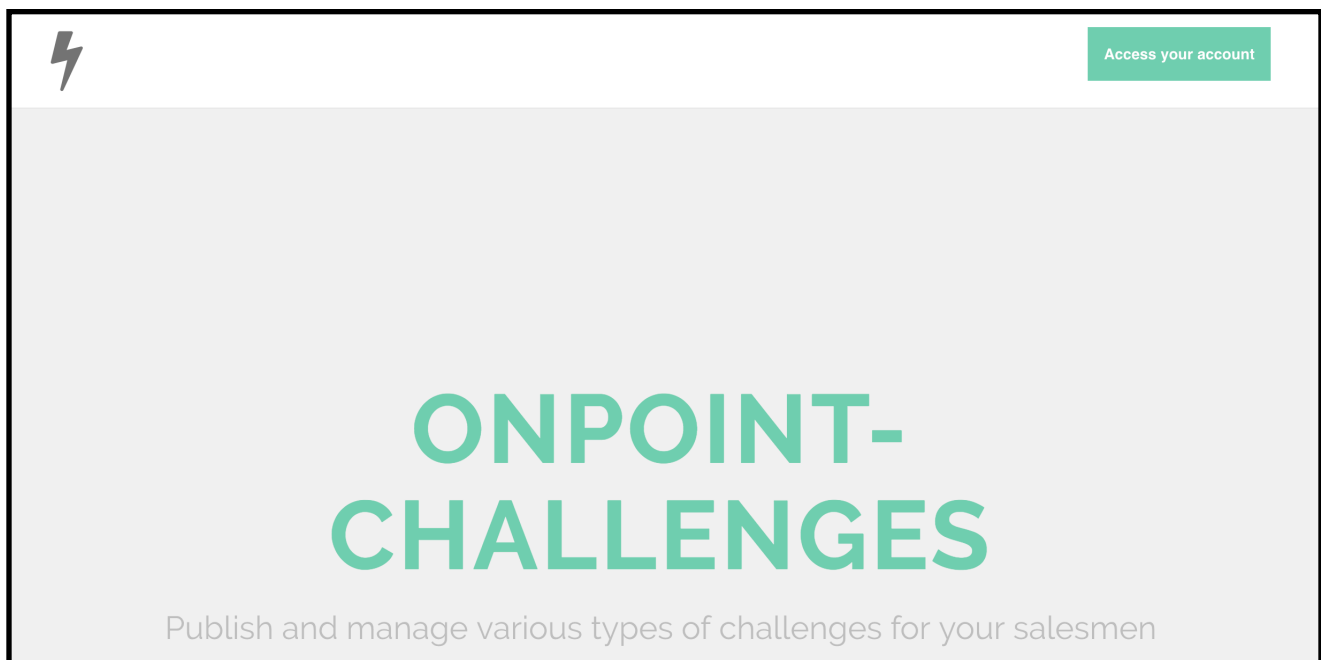 Access your account
ONPOINT-
CHALLENGES
Publish and manage various types of challenges for your salesmen